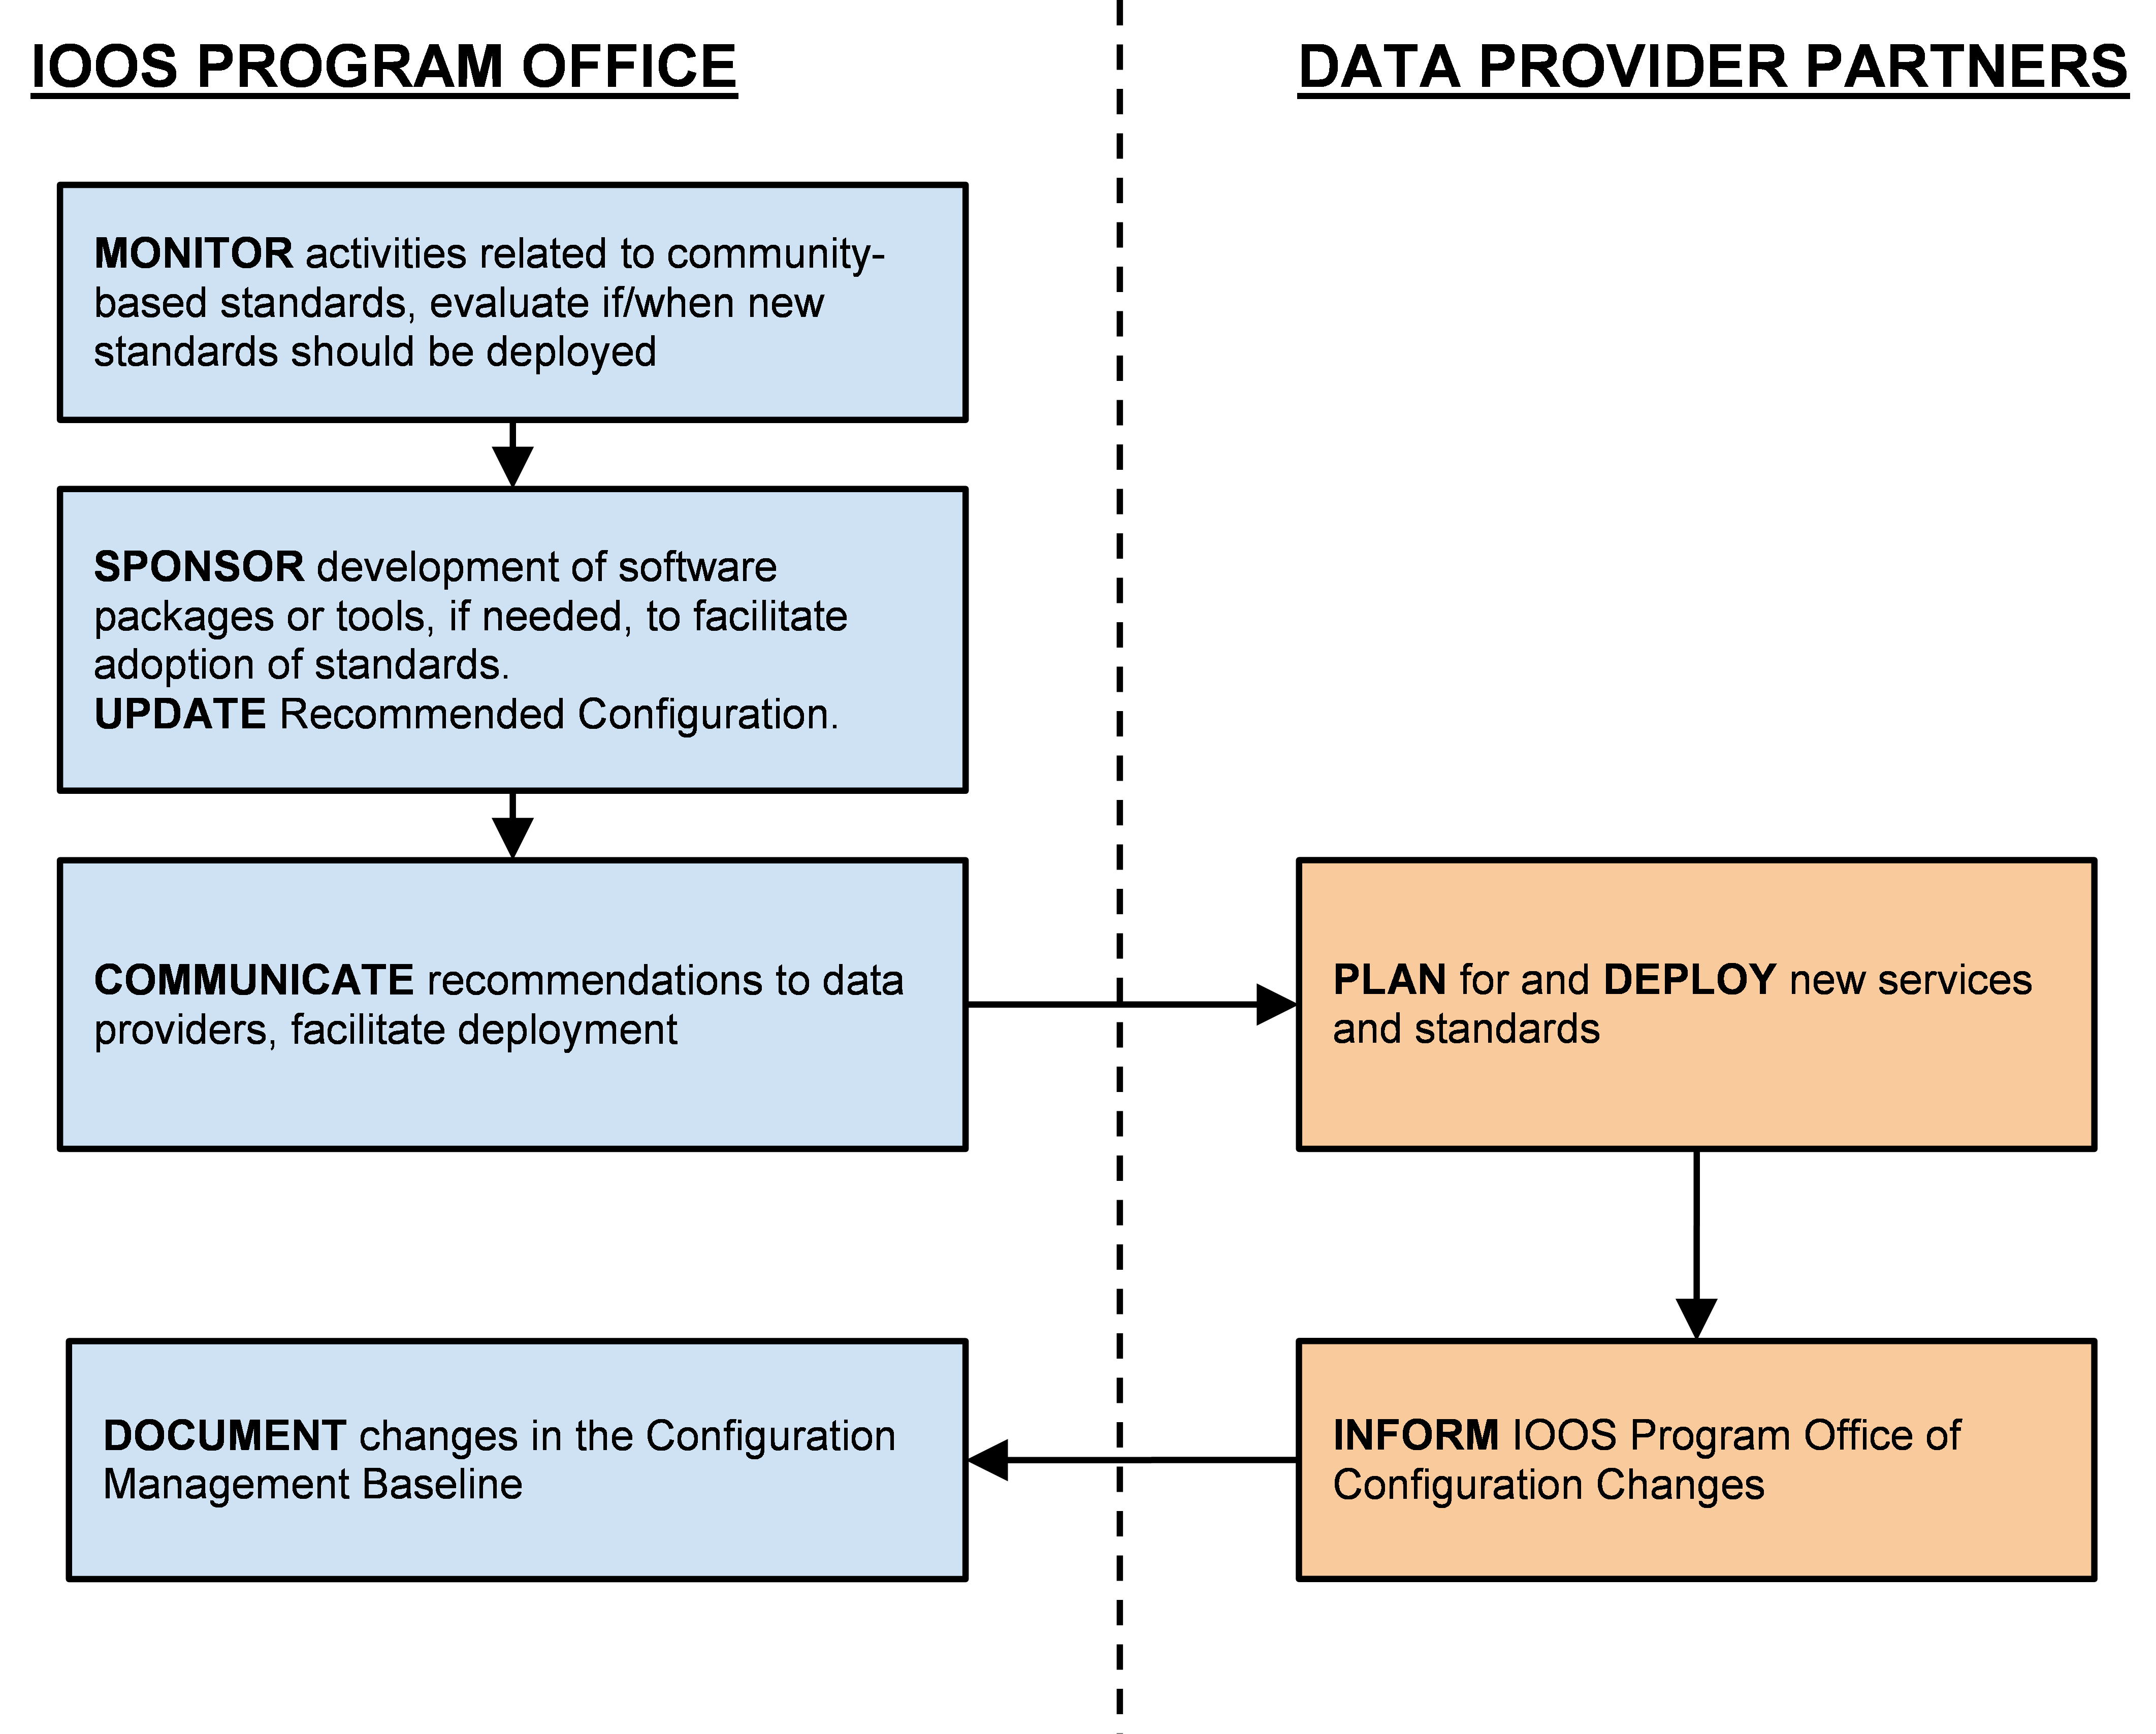 IOOS PROGRAM OFFICE
DATA PROVIDER PARTNERS
MONITOR activities related to community-
based standards, evaluate if/when new
standards should be deployed
SPONSOR development of software
packages or tools, if needed, to facilitate
adoption of standards.
UPDATE Recommended Configuration.
COMMUNICATE recommendations to data
providers, facilitate deployment
PLAN for and DEPLOY new services
and standards
DOCUMENT changes in the Configuration
Management Baseline
INFORM IOOS Program Office of
Configuration Changes